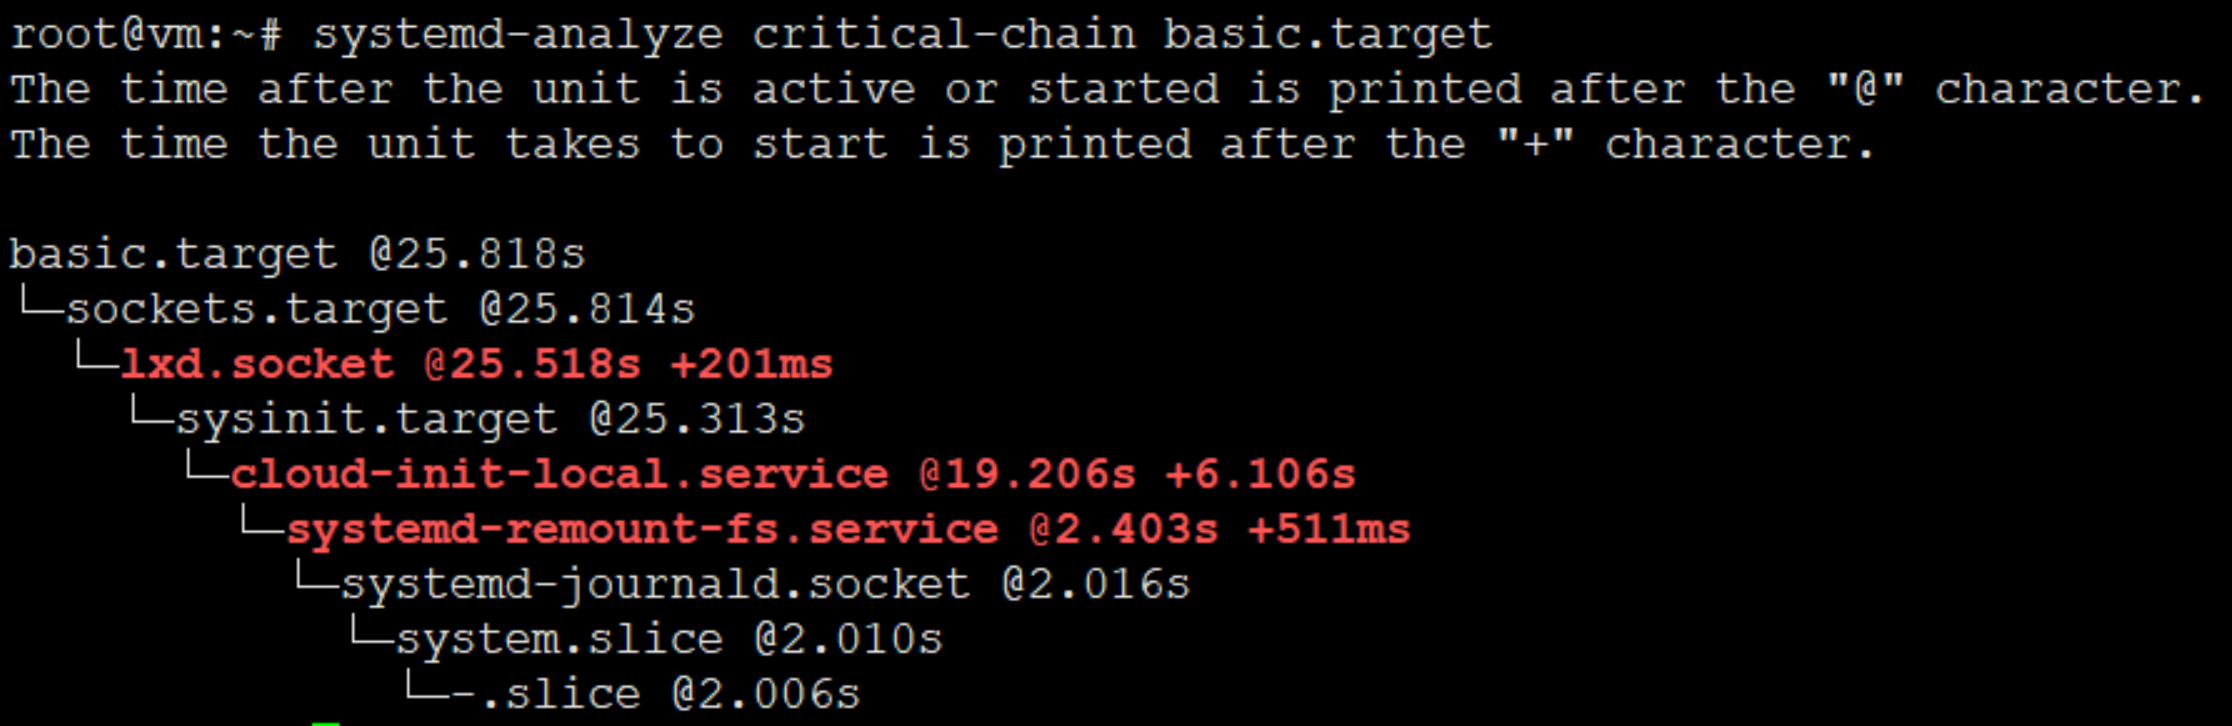 root@vm:~# systemd-analyze critical-chain basic.target
The time after the unit is active or started is printed after the "@" character.
The time the unit takes to start is printed after the "+" character.

basic.target @25.818s
└─sockets.target @25.814s
  └─lxd.socket @25.518s +201ms
    └─sysinit.target @25.313s
      └─cloud-init-local.service @19.206s +6.106s
        └─systemd-remount-fs.service @2.403s +511ms
          └─systemd-journald.socket @2.016s
            └─system.slice @2.010s
              └─-.slice @2.006s